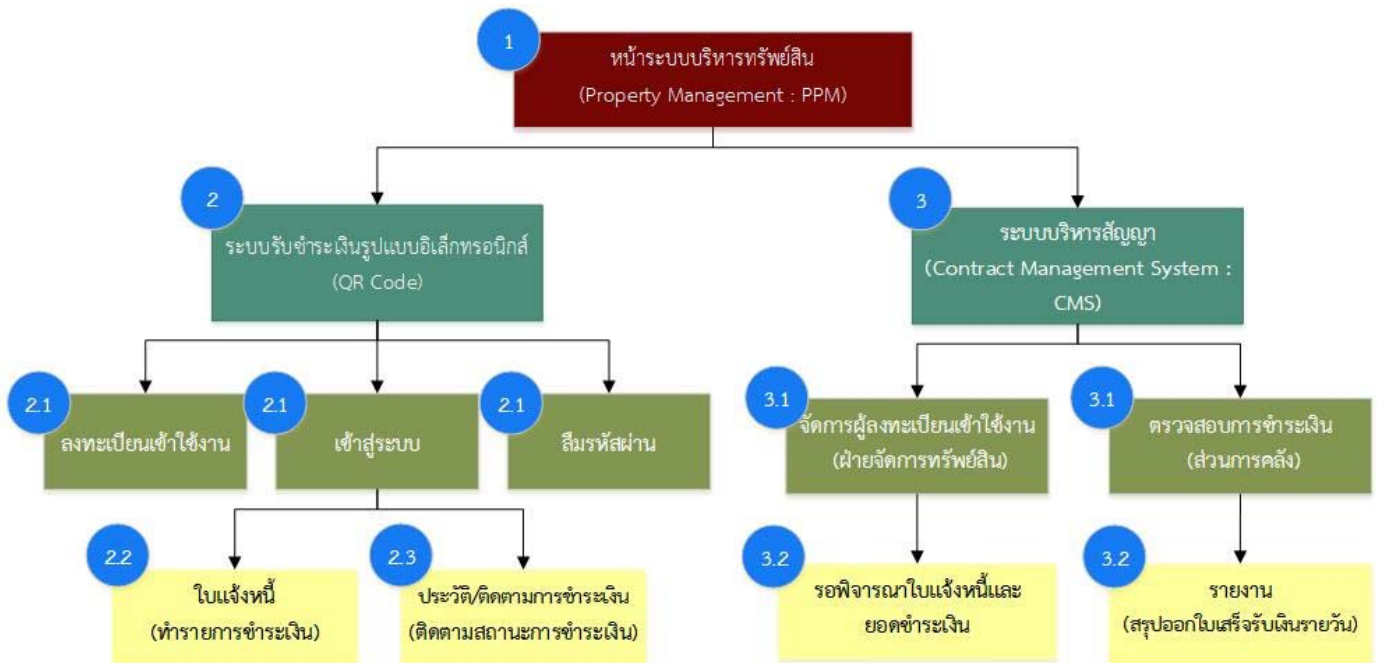 1
หน้าระบบบริหารทรัพย์สิน
(Property Management : PPM)
2
ระบบรับชำระเงินรูปแบบอิเล็กทรอนิกส์
(QR Code)
3
ระบบบริหารสัญญา
(Contract Management System :
CMS)
2.1
ลงทะเบียนเข้าใช้งาน
2.1
เข้าสู่ระบบ
2.1
ลืมรหัสผ่าน
3.1
จัดการผู้ลงทะเบียนเข้าใช้งาน
(ฝ่ายจัดการทรัพย์สิน)
3.1
ตรวจสอบการชำระเงิน
(ส่วนการคลัง)
2.2
ใบแจ้งหนี้
(ทำรายการชำระเงิน)
2.3
ประวัติ/ติดตามการชำระเงิน
(ติดตามสถานะการชำระเงิน)
3.2
รอพิจารณาใบแจ้งหนี้และ
ยอดชำระเงิน
3.2
รายงาน
(สรุปออกใบเสร็จรับเงินรายวัน)